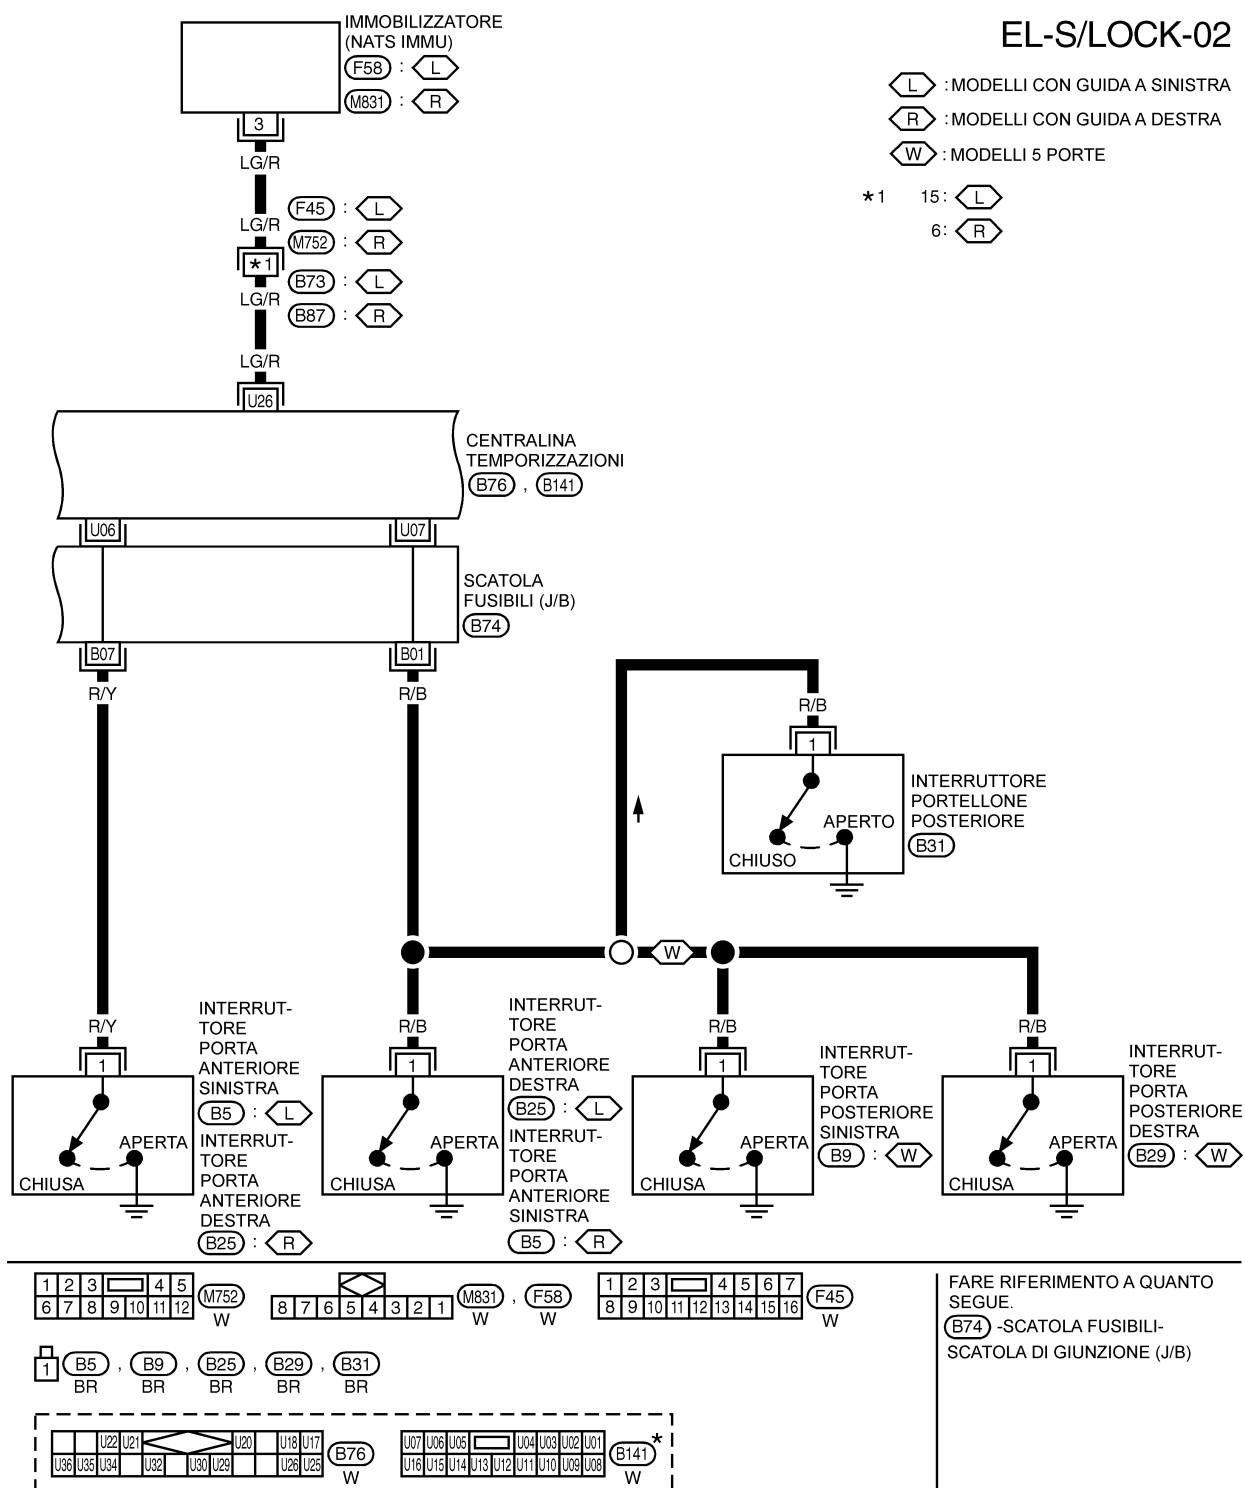 EL-S/LOCK-02
IMMOBILIZZATORE
(NATS IMMU)
F58 : L
M831 : R
3
LG/R
L : MODELLI CON GUIDA A SINISTRA
R : MODELLI CON GUIDA A DESTRA
W : MODELLI 5 PORTE
*1 15: L
6: R
F45 : L
LG/R
M752 : R
*1
B73 : L
LG/R
B87 : R
LG/R
U26
CENTRALINA
TEMPORIZZAZIONI
B76 , B141
U06 U07
SCATOLA
FUSIBILI (J/B)
B74
B07 B01
R/Y R/B
R/B
1
INTERRUTTORE
PORTELLONE
POSTERIORE
B31
APERTO
CHIUSO
W
R/Y
1
APERTA
CHIUSA
INTERRUT-
TORE
PORTA
ANTERIORE
SINISTRA
B5 : L
INTERRUT-
TORE
PORTA
ANTERIORE
DESTRA
B25 : R
R/B
1
APERTA
CHIUSA
INTERRUT-
TORE
PORTA
ANTERIORE
DESTRA
B25 : L
INTERRUT-
TORE
PORTA
ANTERIORE
SINISTRA
B5 : R
R/B
1
APERTA
CHIUSA
INTERRUT-
TORE
PORTA
POSTERIORE
SINISTRA
B9 : W
R/B
1
APERTA
CHIUSA
INTERRUT-
TORE
PORTA
POSTERIORE
DESTRA
B29 : W
1 2 3 4 5
6 7 8 9 10 11 12
M752
W
8 7 6 5 4 3 2 1
M831 , F58
W W
1 2 3 4 5 6 7
8 9 10 11 12 13 14 15 16
F45
W
FARE RIFERIMENTO A QUANTO
SEGUE.
B74 -SCATOLA FUSIBILI-
SCATOLA DI GIUNZIONE (J/B)
1 B5 , B9 , B25 , B29 , B31
BR BR BR BR BR
U22 U21 U20 U18 U17
U36 U35 U34 U32 U30 U29 U26 U25
B76
W
U07 U06 U05 U04 U03 U02 U01
U16 U15 U14 U13 U12 U11 U10 U09 U08
B141 *
W